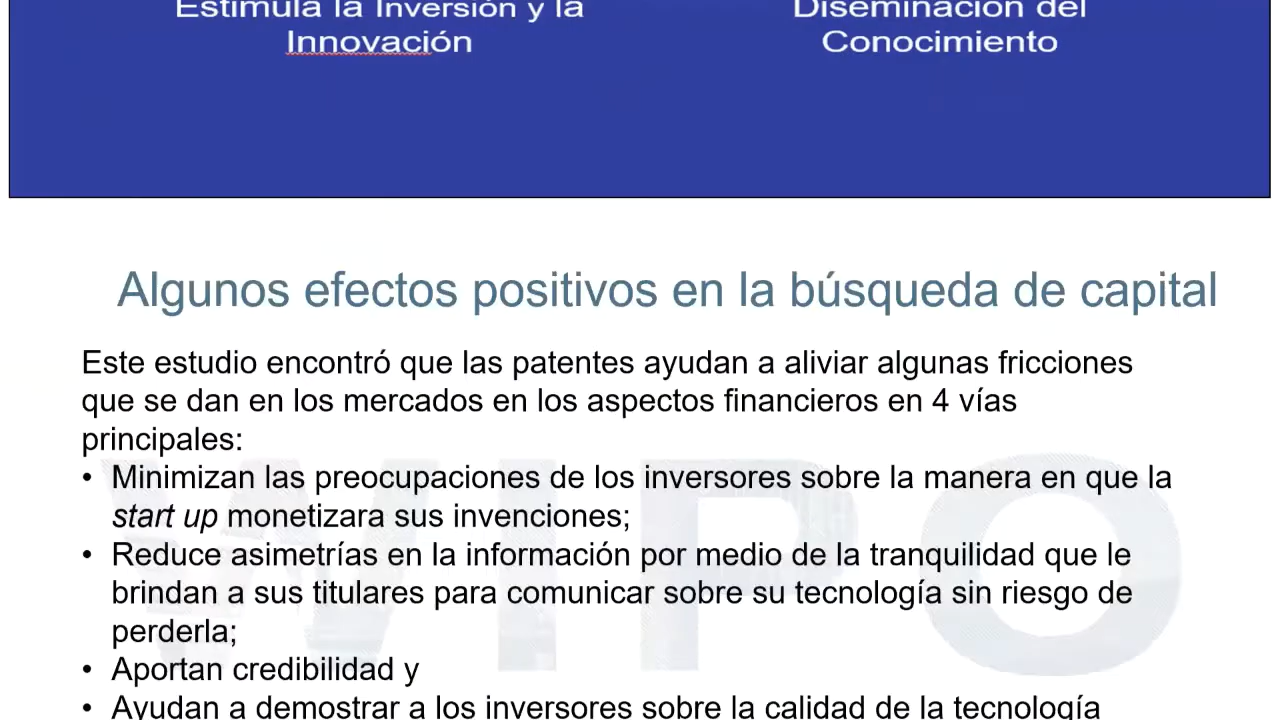 Estimula la Inversión y la
Innovación
Diseminación del
Conocimiento
Algunos efectos positivos en la búsqueda de capital
Este estudio encontró que las patentes ayudan a aliviar algunas fricciones
que se dan en los mercados en los aspectos financieros en 4 vías
principales:
• Minimizan las preocupaciones de los inversores sobre la manera en que la
start up monetizara sus invenciones;
• Reduce asimetrías en la información por medio de la tranquilidad que le
brindan a sus titulares para comunicar sobre su tecnología sin riesgo de
perderla;
• Aportan credibilidad y
• Ayudan a demostrar a los inversores sobre la calidad de la tecnología
WIPO